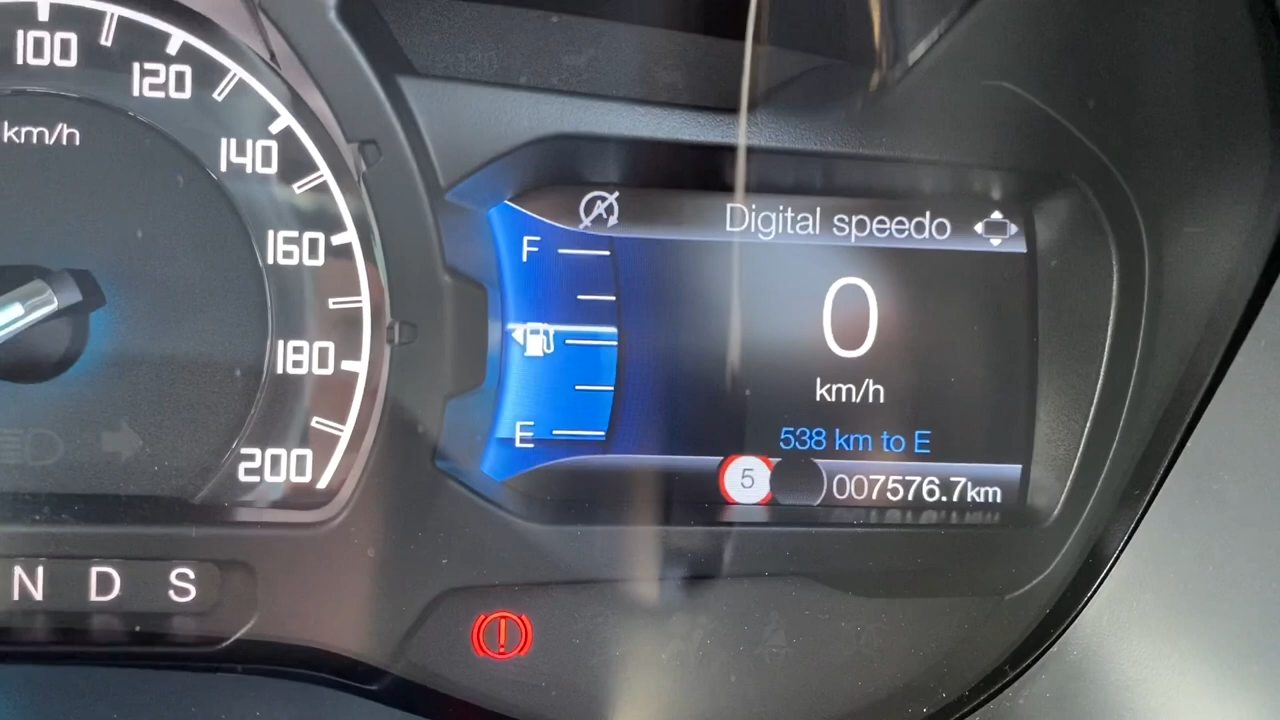 100
120
km/h
140
160
180
200
N D S
A
Digital speedo
F
E
0
km/h
538 km to E
5
007576.7km